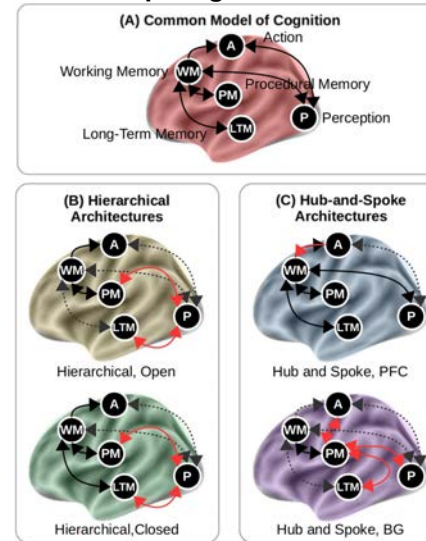 (A) Common Model of Cognition
A
Action
WM
Working Memory
PM
Procedural Memory
P
Perception
LTM
Long-Term Memory
(B) Hierarchical
Architectures
A
WM
PM
LTM
P
Hierarchical, Open
A
WM
PM
LTM
P
Hierarchical,Closed
(C) Hub-and-Spoke
Architectures
A
WM
PM
LTM
P
Hub and Spoke, PFC
A
WM
PM
LTM
P
Hub and Spoke, BG